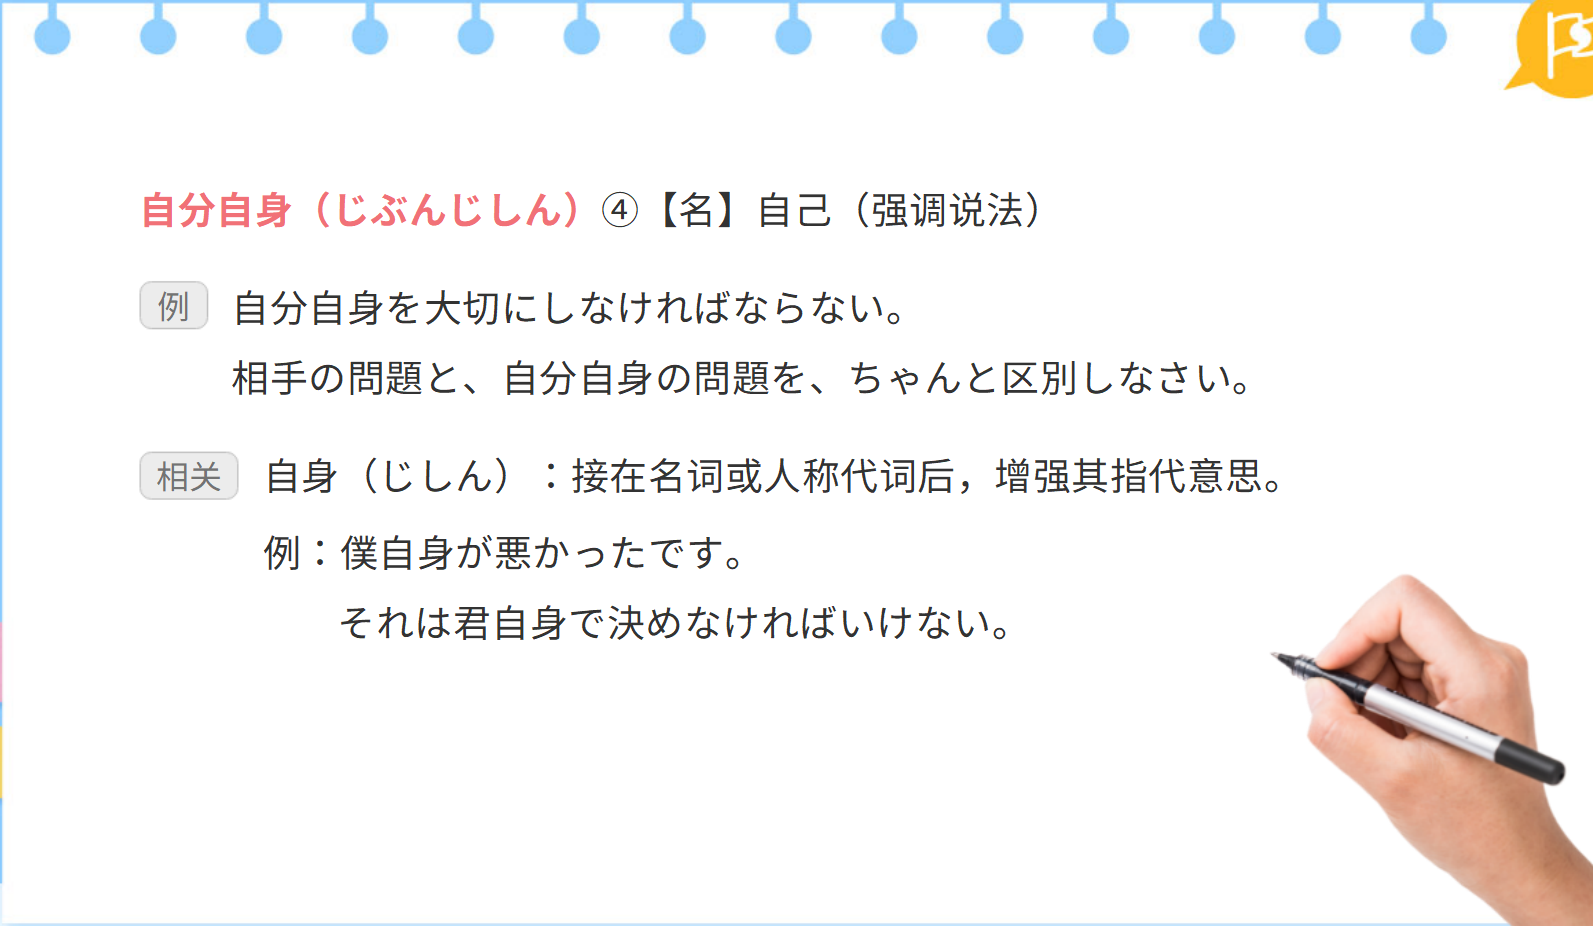 自分自身（じぶんじしん）④【名】自己（强调说法）
例 自分自身を大切にしなければならない。
相手の問題と、自分自身の問題を、ちゃんと区別しなさい。
相关 自身（じしん）：接在名词或人称代词后，增强其指代意思。
例：僕自身が悪かったです。
それは君自身で決めなければいけない。